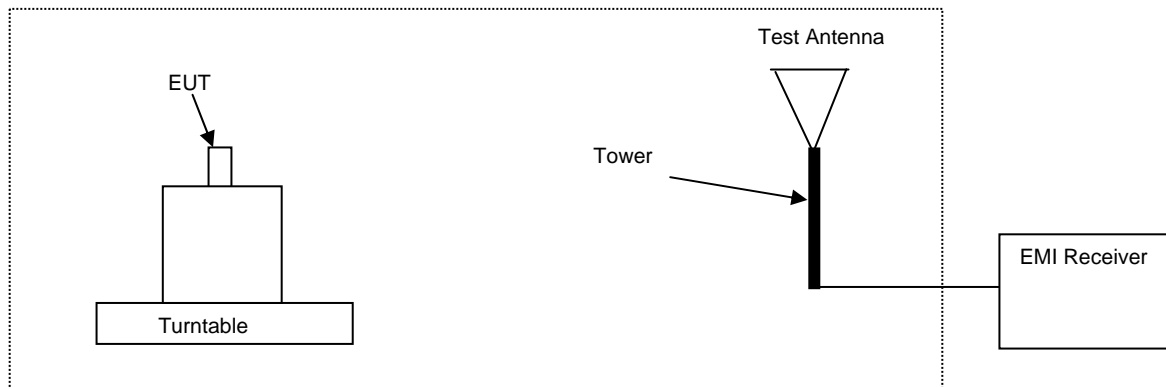 Test Antenna
EUT
Tower
EMI Receiver
Turntable